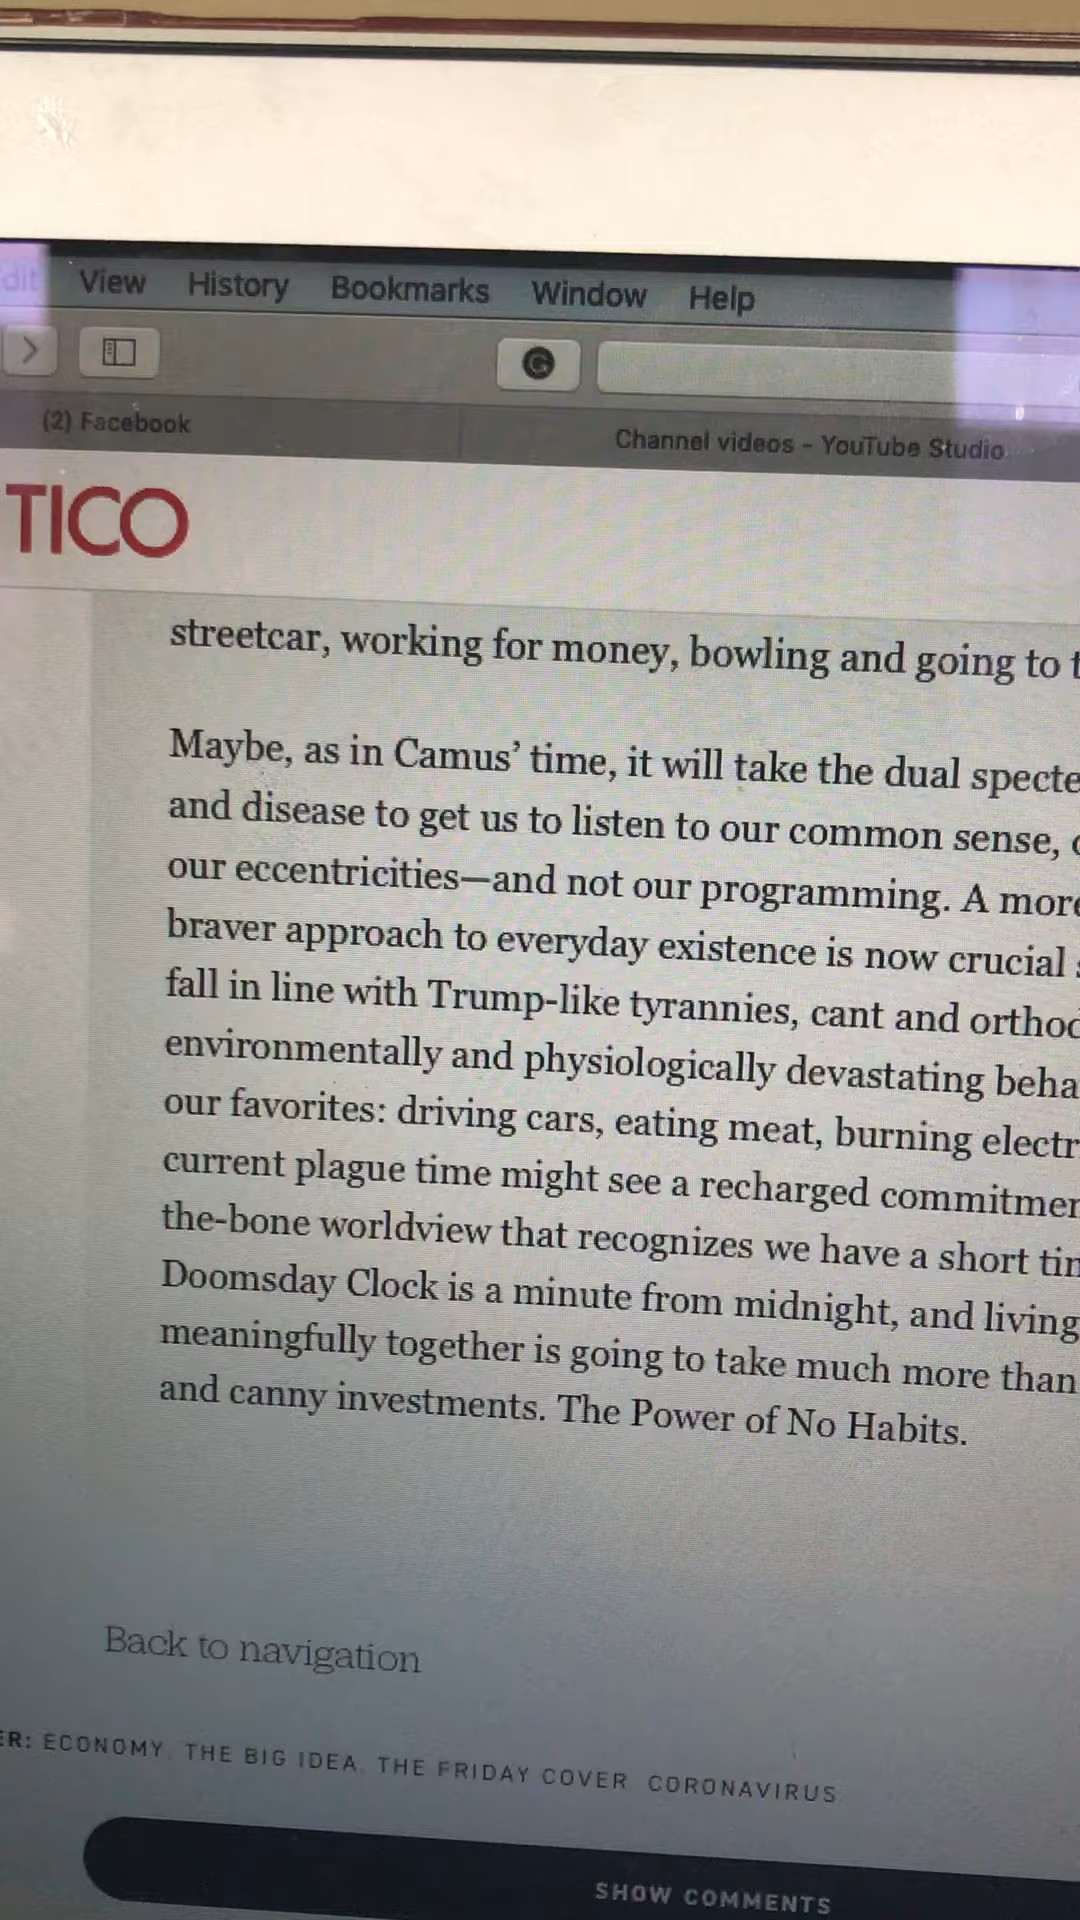 View History Bookmarks Window Help
(2) Facebook
Channel videos - YouTube Studio
TICO
streetcar, working for money, bowling and going to t
Maybe, as in Camus’ time, it will take the dual specte
and disease to get us to listen to our common sense,
our eccentricities—and not our programming. A more
braver approach to everyday existence is now crucial
fall in line with Trump-like tyrannies, cant and orthod
environmentally and physiologically devastating beha
our favorites: driving cars, eating meat, burning electr
current plague time might see a recharged commitmen
the-bone worldview that recognizes we have a short tim
Doomsday Clock is a minute from midnight, and living
meaningfully together is going to take much more than
and canny investments. The Power of No Habits.
Back to navigation
ER: ECONOMY, THE BIG IDEA, THE FRIDAY COVER CORONAVIRUS
SHOW COMMENTS